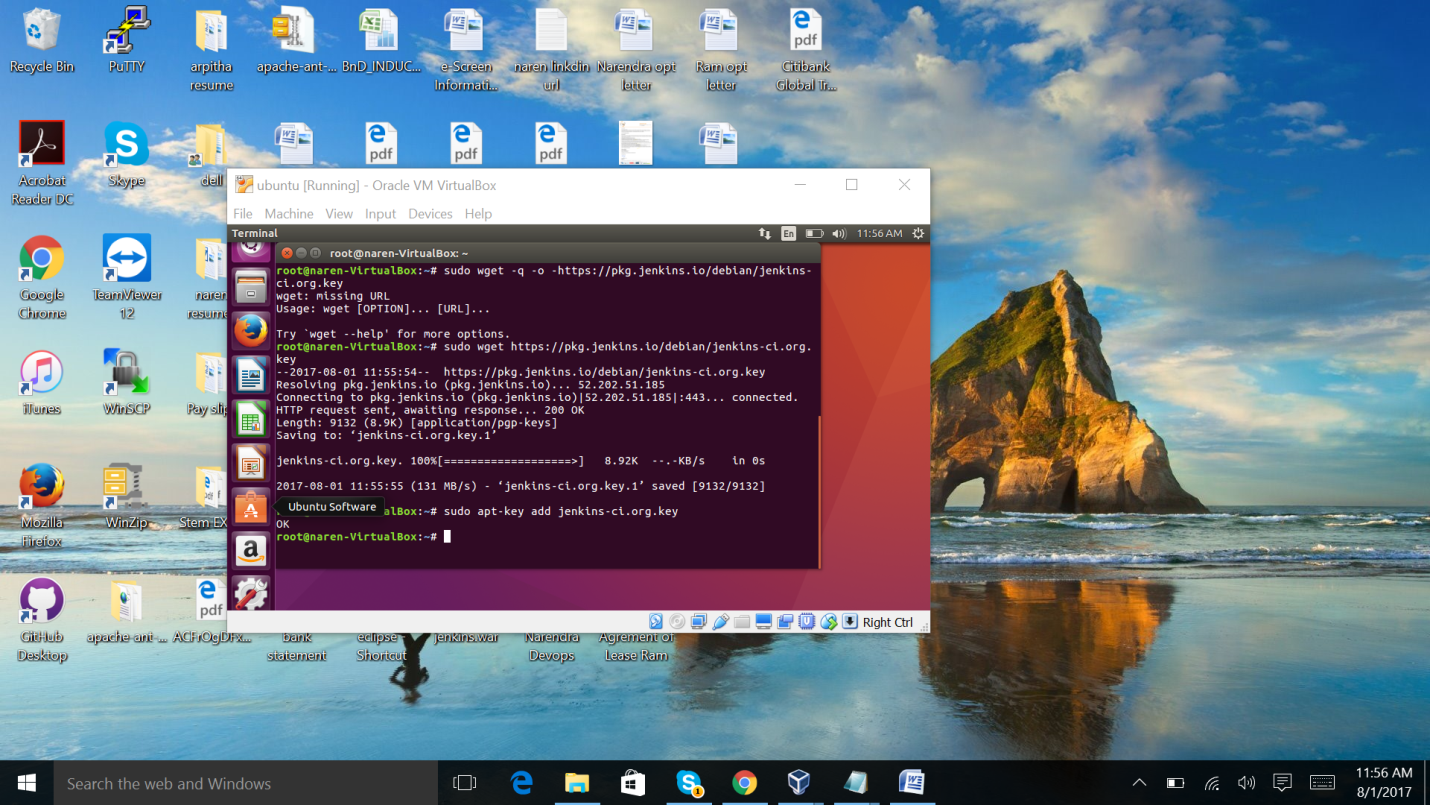 Recycle Bin
PuTTY
arpitha
resume
apache-ant-...
BnD_INDUC...
e-Screen
Informati...
naren linkdin
url
Narendra opt
letter
Ram opt
letter
pdf
Citibank
Global Tr...
Acrobat
Reader DC
Skype
dell
pdf
pdf
pdf
Google
Chrome
TeamViewer
12
naren
resume
iTunes
WinSCP
Pay slip
Mozilla
Firefox
WinZip
Stem EX
GitHub
Desktop
apache-ant-...
pdf
ACFrOgDFx...
bank
statement
eclipse -
Shortcut
jenkins.war
Narendra
Devops
Agrement of
Lease Ram
ubuntu [Running] - Oracle VM VirtualBox
File Machine View Input Devices Help
Terminal
En
11:56 AM
root@naren-VirtualBox: ~
root@naren-VirtualBox:~# sudo wget -q -o -https://pkg.jenkins.io/debian/jenkins-
ci.org.key
wget: missing URL
Usage: wget [OPTION]... [URL]...
Try `wget --help' for more options.
root@naren-VirtualBox:~# sudo wget https://pkg.jenkins.io/debian/jenkins-ci.org.
key
--2017-08-01 11:55:54-- https://pkg.jenkins.io/debian/jenkins-ci.org.key
Resolving pkg.jenkins.io (pkg.jenkins.io)... 52.202.51.185
Connecting to pkg.jenkins.io (pkg.jenkins.io)|52.202.51.185|:443... connected.
HTTP request sent, awaiting response... 200 OK
Length: 9132 (8.9K) [application/pgp-keys]
Saving to: ‘jenkins-ci.org.key.1’
jenkins-ci.org.key. 100%[===================>] 8.92K --.-KB/s in 0s
2017-08-01 11:55:55 (131 MB/s) - ‘jenkins-ci.org.key.1’ saved [9132/9132]
Ubuntu Software
alBox:~# sudo apt-key add jenkins-ci.org.key
OK
root@naren-VirtualBox:~#
Right Ctrl
Search the web and Windows
11:56 AM
8/1/2017